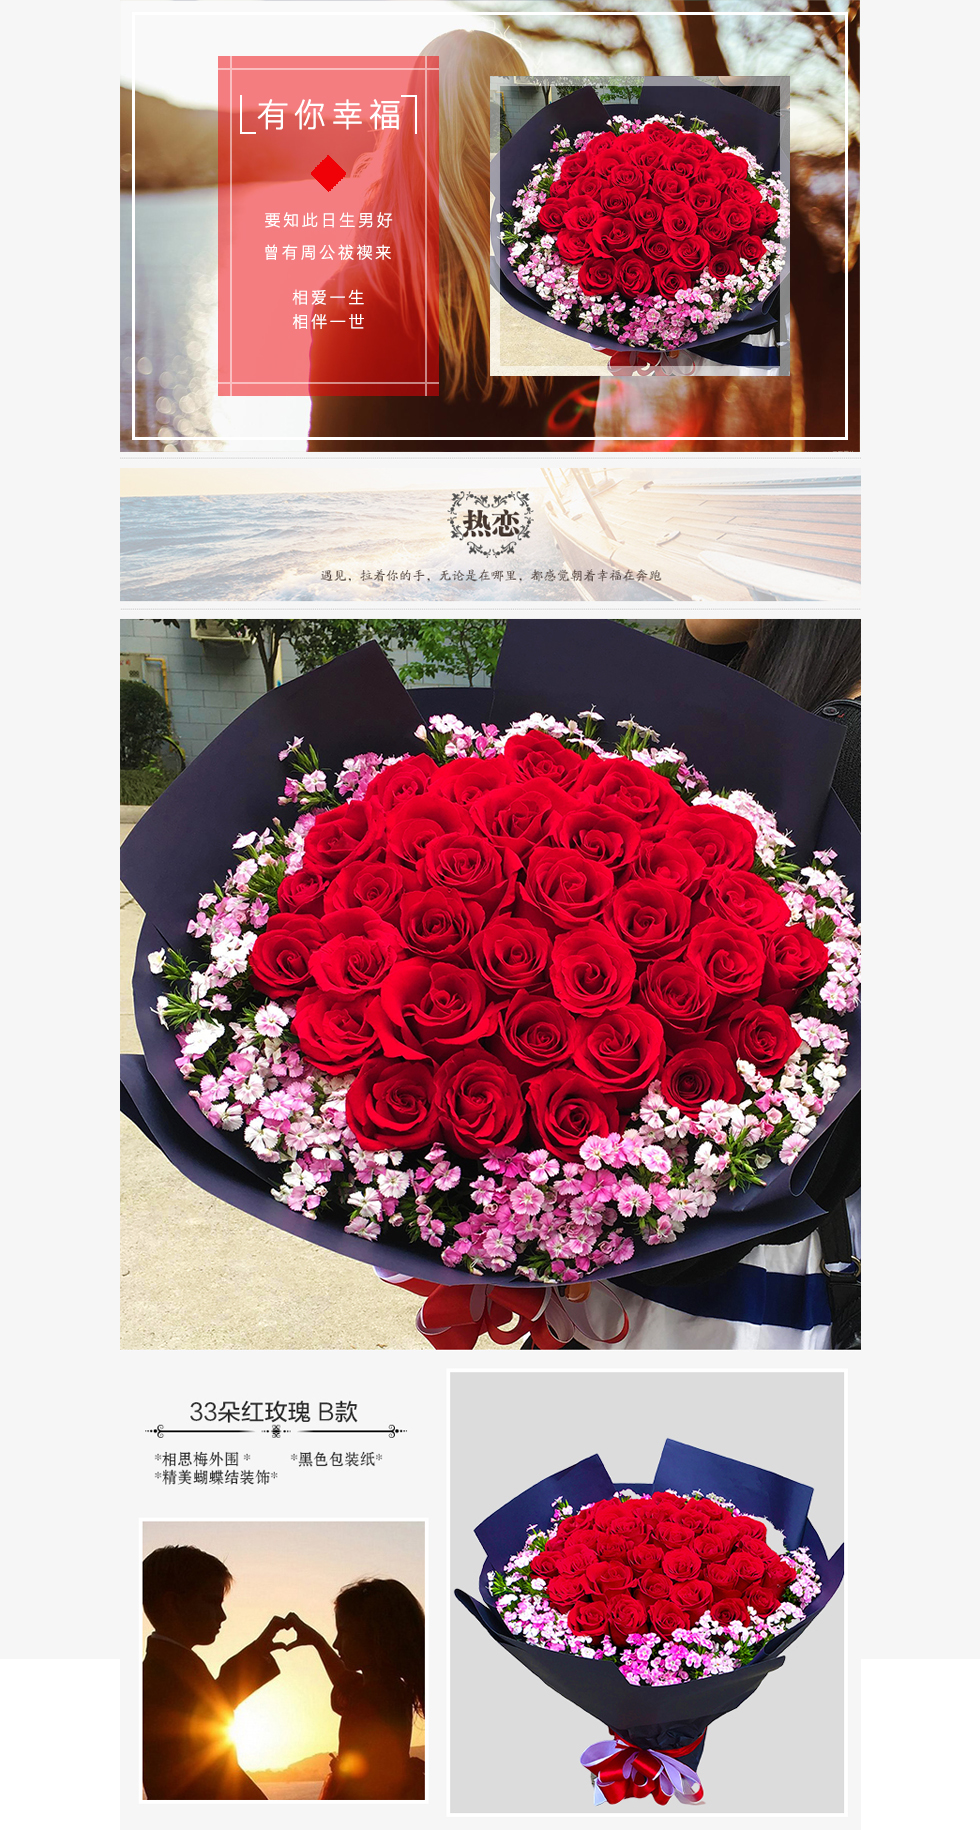 有你幸福
要知此日生男好
曾有周公祓禊来
相爱一生
相伴一世
热恋
遇见，拉着你的手，无论是在哪里，都感觉朝着幸福在奔跑
33朵红玫瑰 B款
*相思梅外围 * *黑色包装纸*
*精美蝴蝶结装饰*